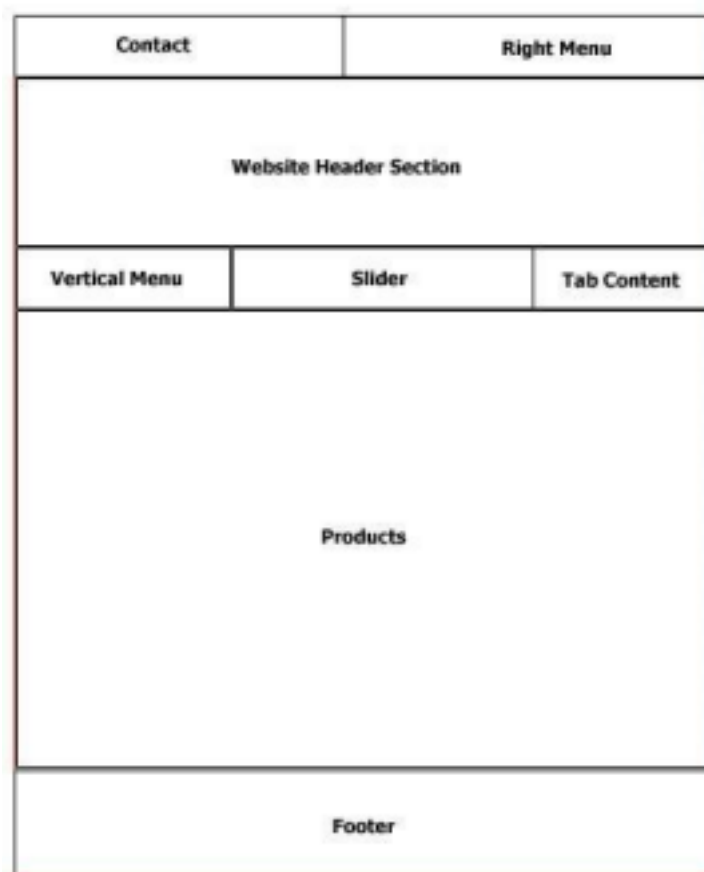 Contact
Right Menu
Website Header Section
Vertical Menu
Slider
Tab Content
Products
Footer